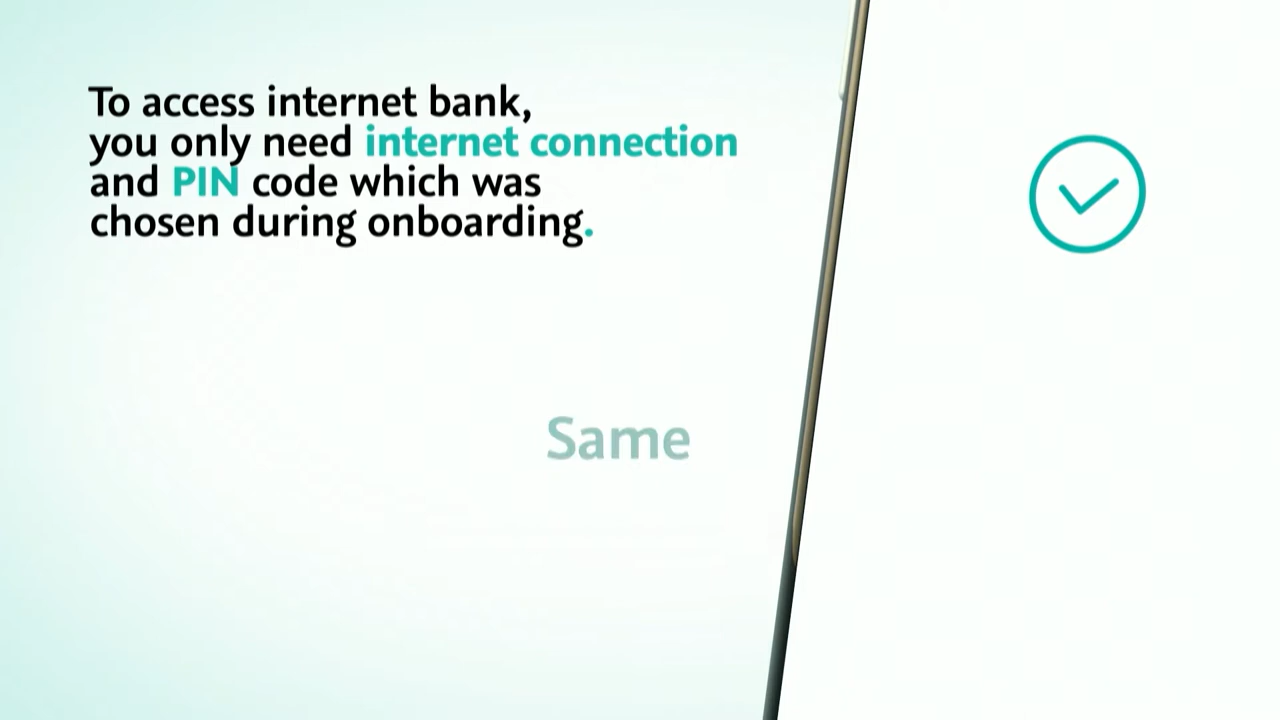 To access internet bank,
you only need internet connection
and PIN code which was
chosen during onboarding.
Same